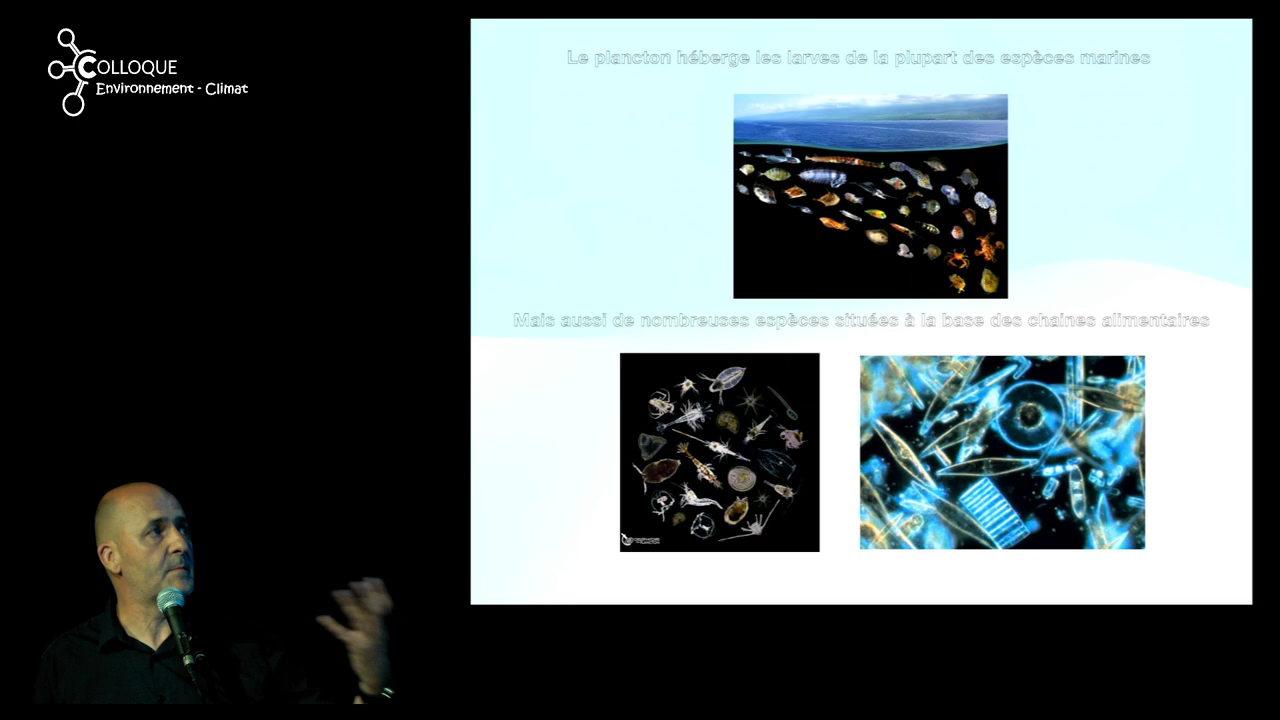 COLLOQUE
Environnement - Climat
Le plancton héberge les larves de la plupart des espèces marines
Mais aussi de nombreuses espèces situées à la base des chaines alimentaires